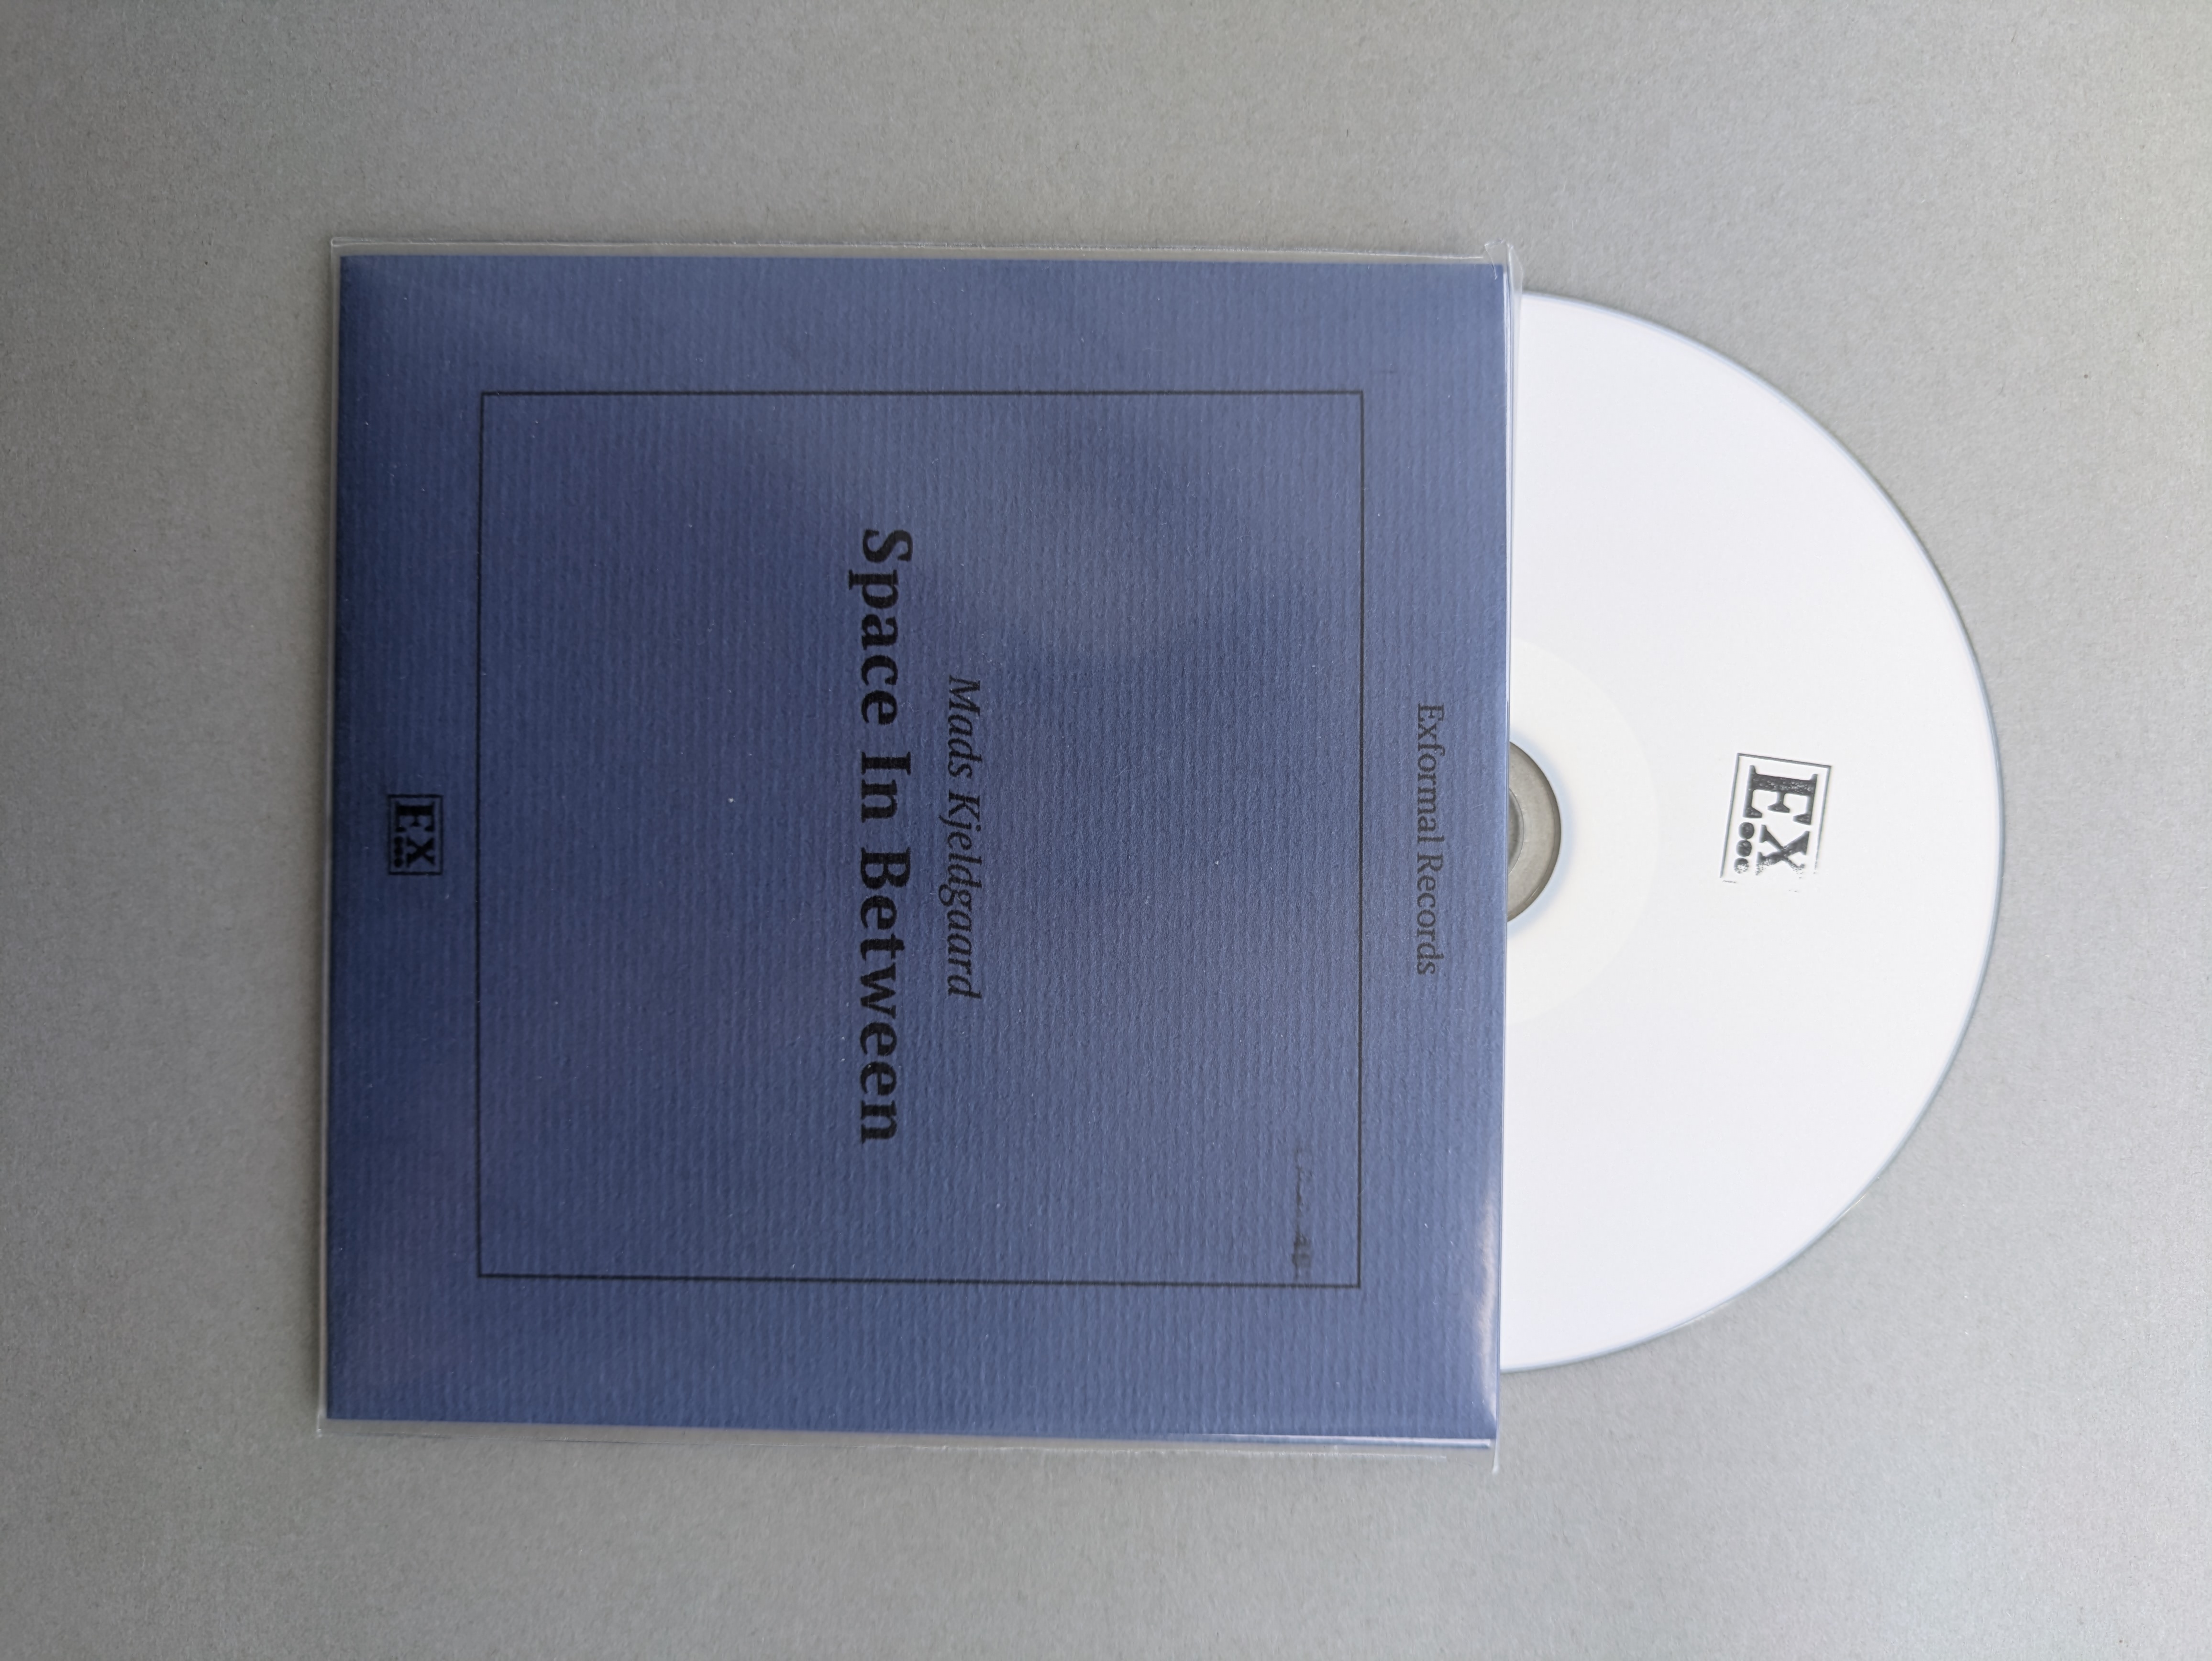 EX
Exformal Records
Mads Kjeldgaard
Space In Between
EX